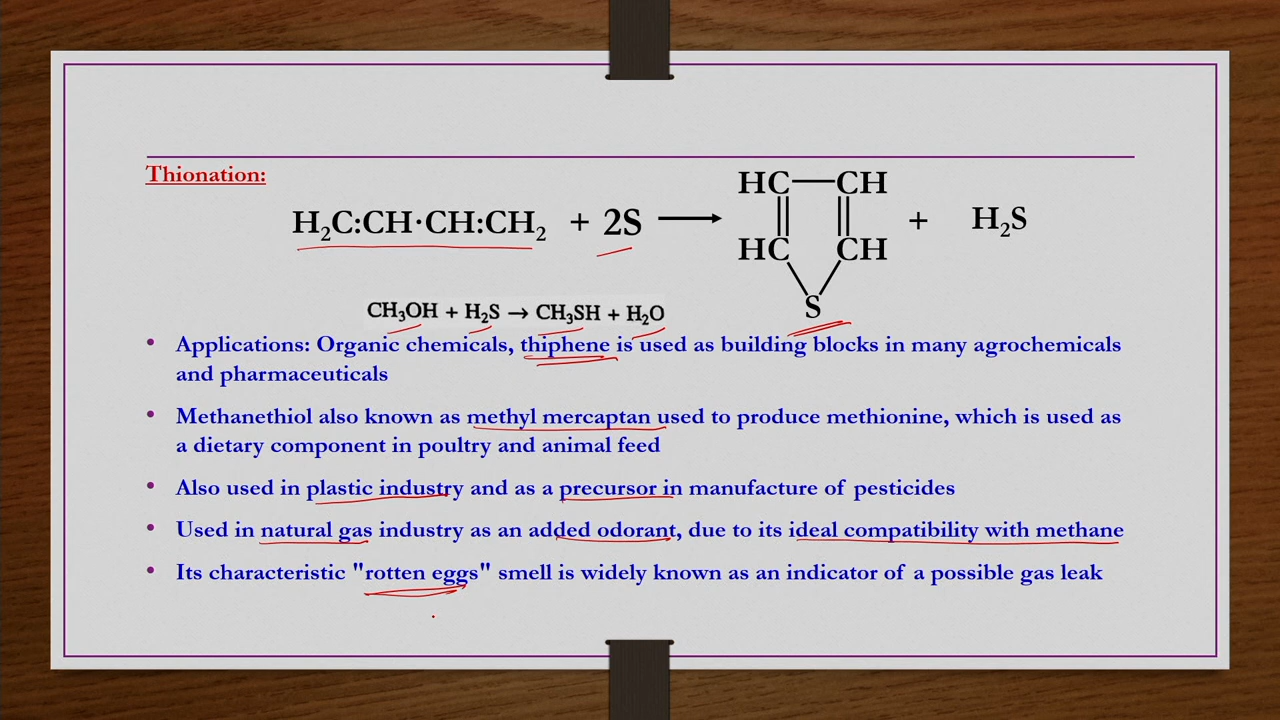 Thionation:
H₂C:CH·CH:CH₂ + 2S → HC—CH HC CH S + H₂S
CH₃OH + H₂S → CH₃SH + H₂O
• Applications: Organic chemicals, thiphene is used as building blocks in many agrochemicals
and pharmaceuticals
• Methanethiol also known as methyl mercaptan used to produce methionine, which is used as
a dietary component in poultry and animal feed
• Also used in plastic industry and as a precursor in manufacture of pesticides
• Used in natural gas industry as an added odorant, due to its ideal compatibility with methane
• Its characteristic "rotten eggs" smell is widely known as an indicator of a possible gas leak